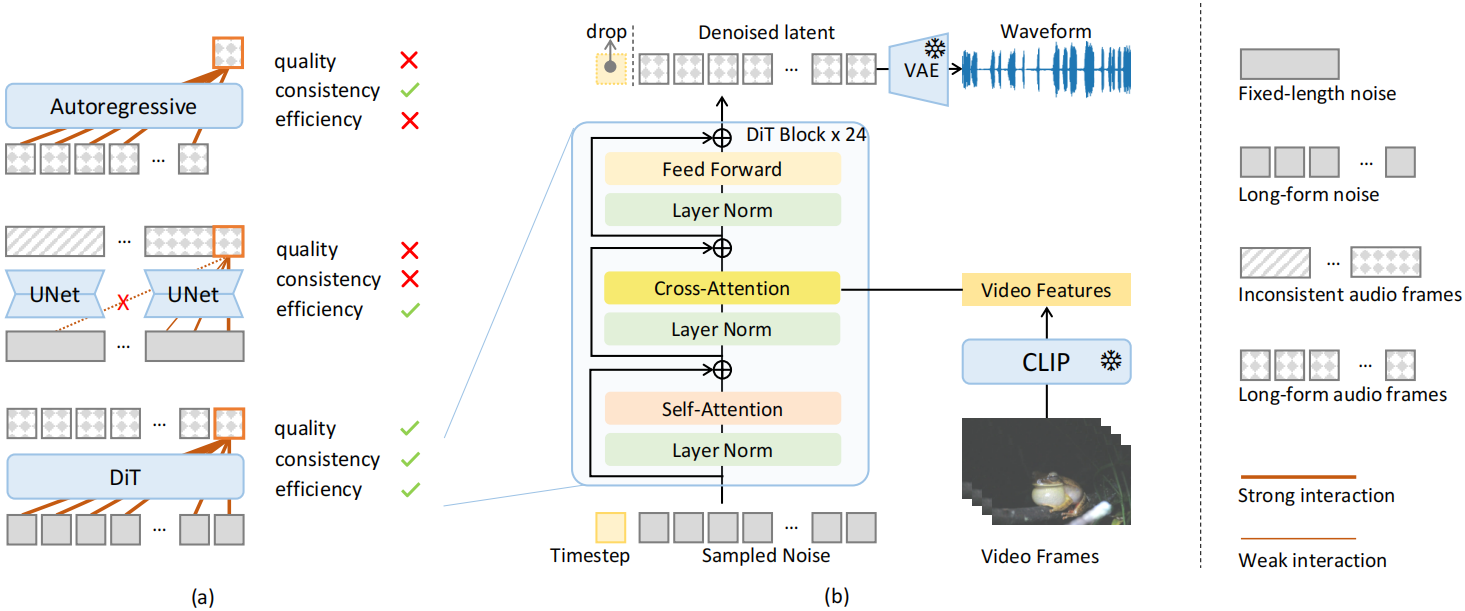 Autoregressive
quality
consistency
efficiency
...
...
UNet
UNet
X
...
quality
consistency
efficiency
...
DiT
...
quality
consistency
efficiency
(a)
drop
Denoised latent
...
VAE
Waveform
DiT Block x 24
Feed Forward
Layer Norm
Cross-Attention
Layer Norm
Self-Attention
Layer Norm
Video Features
CLIP
...
Timestep
Sampled Noise
Video Frames
(b)
Fixed-length noise
...
Long-form noise
...
Inconsistent audio frames
...
Long-form audio frames
Strong interaction
Weak interaction